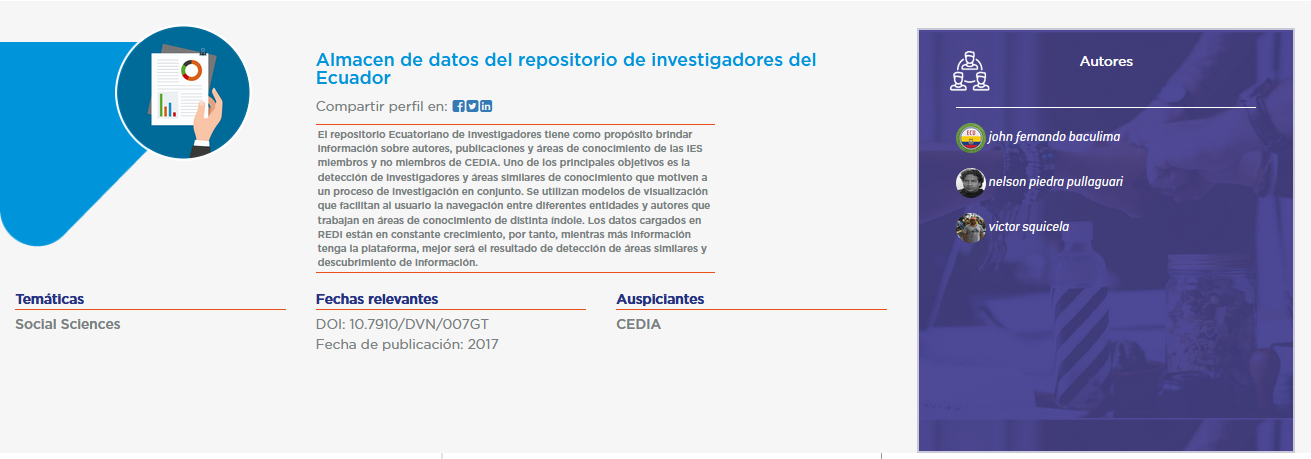 Almacen de datos del repositorio de investigadores del
Ecuador
Compartir perfil en:
El repositorio Ecuatoriano de Investigadores tiene como propósito brindar
Información sobre autores, publicaciones y áreas de conocimiento de las IES
miembros y no miembros de CEDIA. Uno de los principales objetivos es la
detección de investigadores y áreas similares de conocimiento que motiven a
un proceso de investigación en conjunto. Se utilizan modelos de visualización
que facilitan al usuario la navegación entre diferentes entidades y autores que
trabajan en áreas de conocimiento de distinta índole. Los datos cargados en
REDI están en constante crecimiento, por tanto, mientras más información
tenga la plataforma, mejor será el resultado de detección de áreas similares y
descubrimiento de información.
Temáticas
Social Sciences
Fechas relevantes
DOI: 10.7910/DVN/007GT
Fecha de publicación: 2017
Auspiciantes
CEDIA
Autores
ECU
john fernando baculima
nelson piedra pullaguari
victor squicela